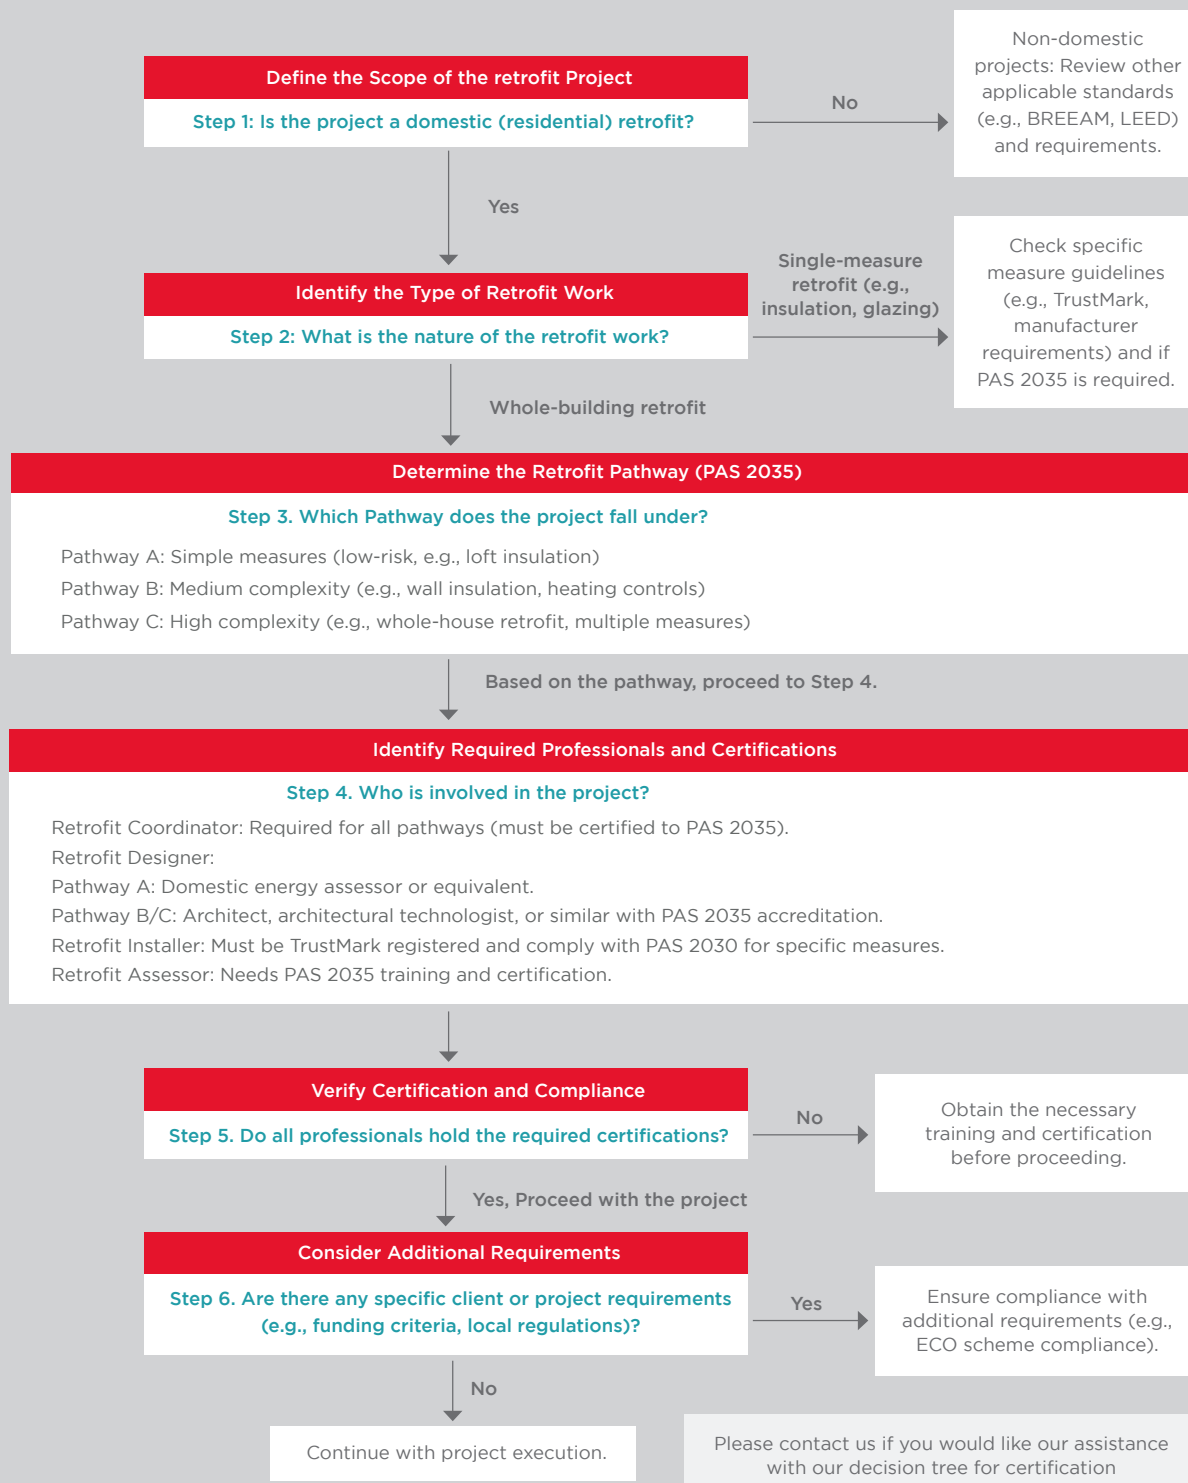 Define the Scope of the retrofit Project
Step 1: Is the project a domestic (residential) retrofit?
No
Non-domestic
projects: Review other
applicable standards
(e.g., BREEAM, LEED)
and requirements.
Yes
Identify the Type of Retrofit Work
Step 2: What is the nature of the retrofit work?
Single-measure
retrofit (e.g.,
insulation, glazing)
Check specific
measure guidelines
(e.g., TrustMark,
manufacturer
requirements) and if
PAS 2035 is required.
Whole-building retrofit
Determine the Retrofit Pathway (PAS 2035)
Step 3. Which Pathway does the project fall under?
Pathway A: Simple measures (low-risk, e.g., loft insulation)
Pathway B: Medium complexity (e.g., wall insulation, heating controls)
Pathway C: High complexity (e.g., whole-house retrofit, multiple measures)
Based on the pathway, proceed to Step 4.
Identify Required Professionals and Certifications
Step 4. Who is involved in the project?
Retrofit Coordinator: Required for all pathways (must be certified to PAS 2035).
Retrofit Designer:
Pathway A: Domestic energy assessor or equivalent.
Pathway B/C: Architect, architectural technologist, or similar with PAS 2035 accreditation.
Retrofit Installer: Must be TrustMark registered and comply with PAS 2030 for specific measures.
Retrofit Assessor: Needs PAS 2035 training and certification.
Verify Certification and Compliance
Step 5. Do all professionals hold the required certifications?
No
Obtain the necessary
training and certification
before proceeding.
Yes, Proceed with the project
Consider Additional Requirements
Step 6. Are there any specific client or project requirements
(e.g., funding criteria, local regulations)?
Yes
Ensure compliance with
additional requirements (e.g.,
ECO scheme compliance).
No
Continue with project execution.
Please contact us if you would like our assistance
with our decision tree for certification